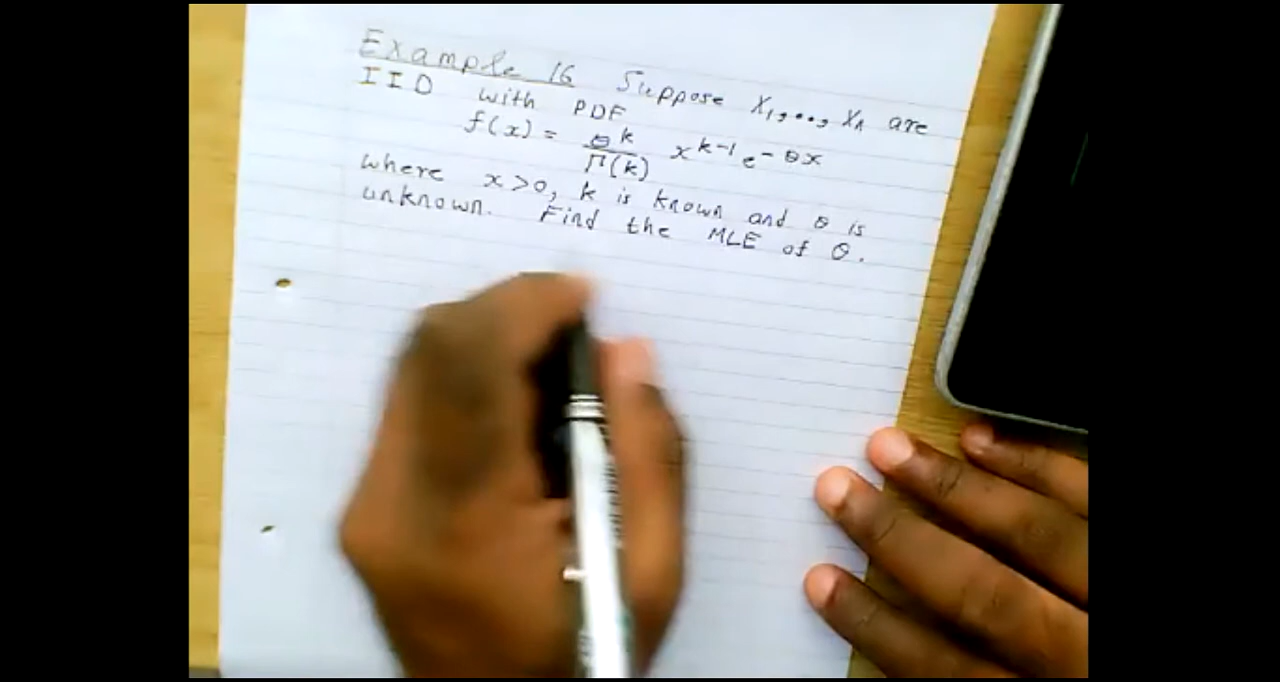 Example 16 Suppose X₁,..., Xₙ are
IID with PDF
f(x) = θ^k / Γ(k) x^(k-1) e^(-θx)
where x>0, k is known and θ is
unknown. Find the MLE of θ.